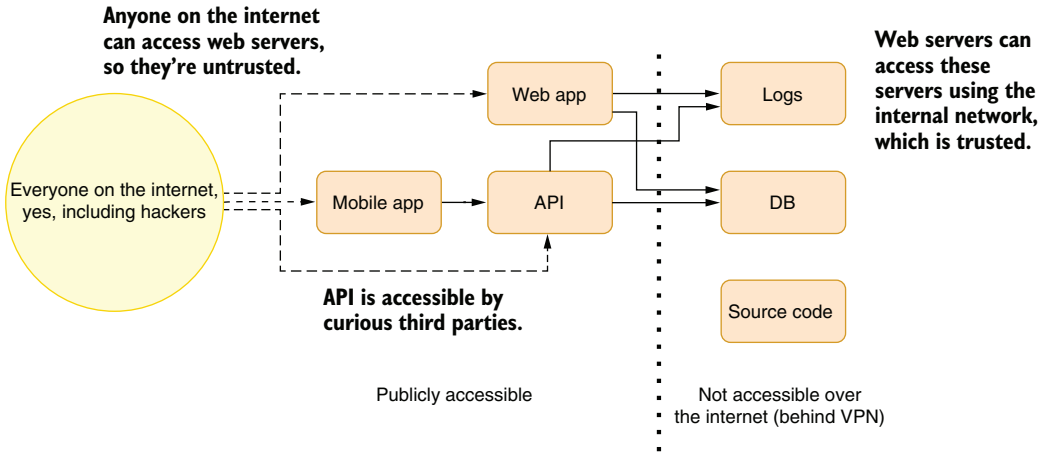 Anyone on the internet
can access web servers,
so they're untrusted.
Everyone on the internet,
yes, including hackers
Mobile app
Web app
API
API is accessible by
curious third parties.
Publicly accessible
Logs
DB
Source code
Not accessible over
the internet (behind VPN)
Web servers can
access these
servers using the
internal network,
which is trusted.